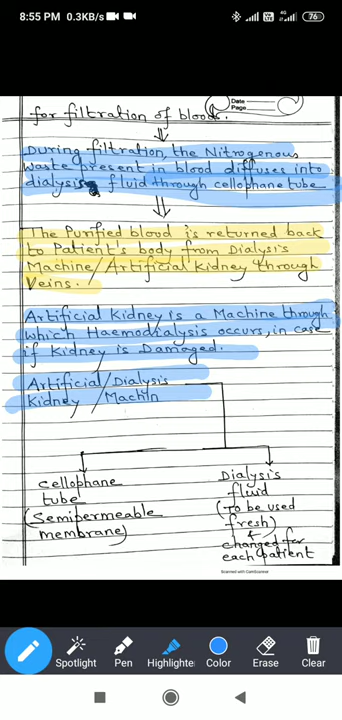 8:55 PM 0.3KB/s
4G
76
Date
Page
for filtration of blood.
During filtration, the Nitrogenous
waste present in blood diffuses into
dialysis fluid through cellophane tube
The Purified blood is returned back
to Patient's body from Dialysis
Machine/Artificial kidney through
Veins.
Artificial Kidney is a Machine through
which Haemodialysis occurs, in case
if Kidney is Damaged.
Artificial/Dialysis
Kidney/Machin
cellophane
tube
(Semipermeable
membrane)
Dialysis
fluid
(To be used
fresh)
changed for
each patient
Scanned with CamScanner
Spotlight
Pen
Highlighte
Color
Erase
Clear